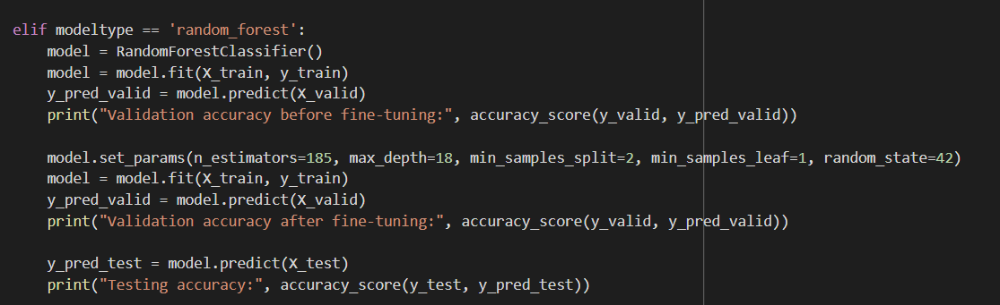 elif modeltype == 'random_forest':
    model = RandomForestClassifier()
    model = model.fit(X_train, y_train)
    y_pred_valid = model.predict(X_valid)
    print("Validation accuracy before fine-tuning:", accuracy_score(y_valid, y_pred_valid))

    model.set_params(n_estimators=185, max_depth=18, min_samples_split=2, min_samples_leaf=1, random_state=42)
    model = model.fit(X_train, y_train)
    y_pred_valid = model.predict(X_valid)
    print("Validation accuracy after fine-tuning:", accuracy_score(y_valid, y_pred_valid))

    y_pred_test = model.predict(X_test)
    print("Testing accuracy:", accuracy_score(y_test, y_pred_test))